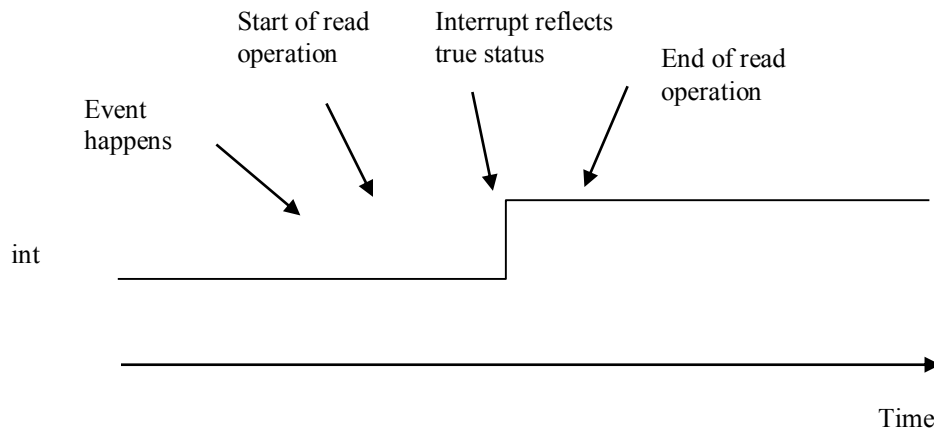 Start of read
operation
Interrupt reflects
true status
End of read
operation
Event
happens
int
Time